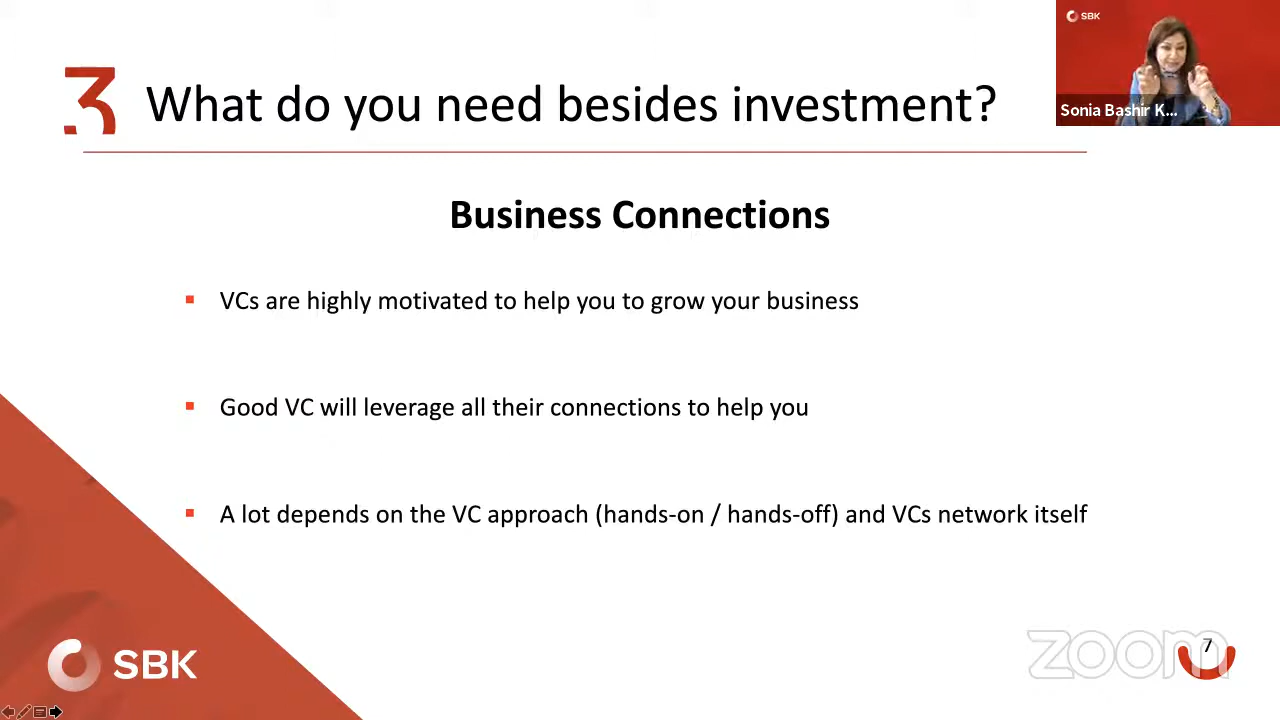 SBK
Sonia Bashir K...
3 What do you need besides investment?
Business Connections
VCs are highly motivated to help you to grow your business
Good VC will leverage all their connections to help you
A lot depends on the VC approach (hands-on / hands-off) and VCs network itself
SBK
zoom
7